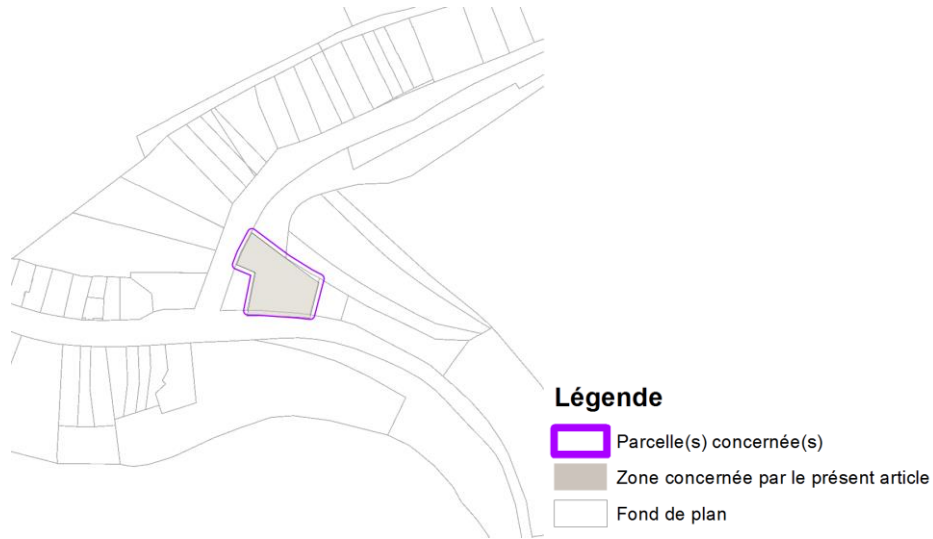 Légende
Parcelle(s) concernée(s)
Zone concernée par le présent article
Fond de plan